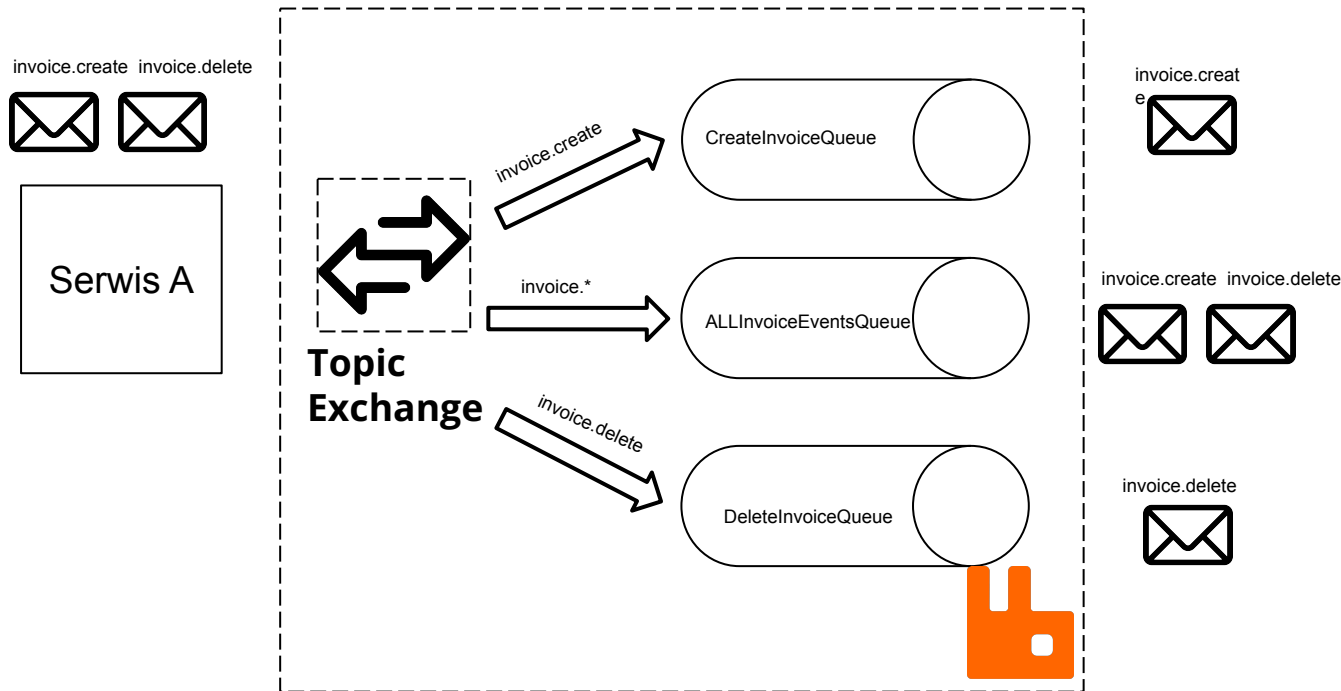 invoice.create invoice.delete
Serwis A
Topic
Exchange
invoice.create
invoice.*
invoice.delete
CreateInvoiceQueue
ALLInvoiceEventsQueue
DeleteInvoiceQueue
invoice.creat
e
invoice.create invoice.delete
invoice.delete